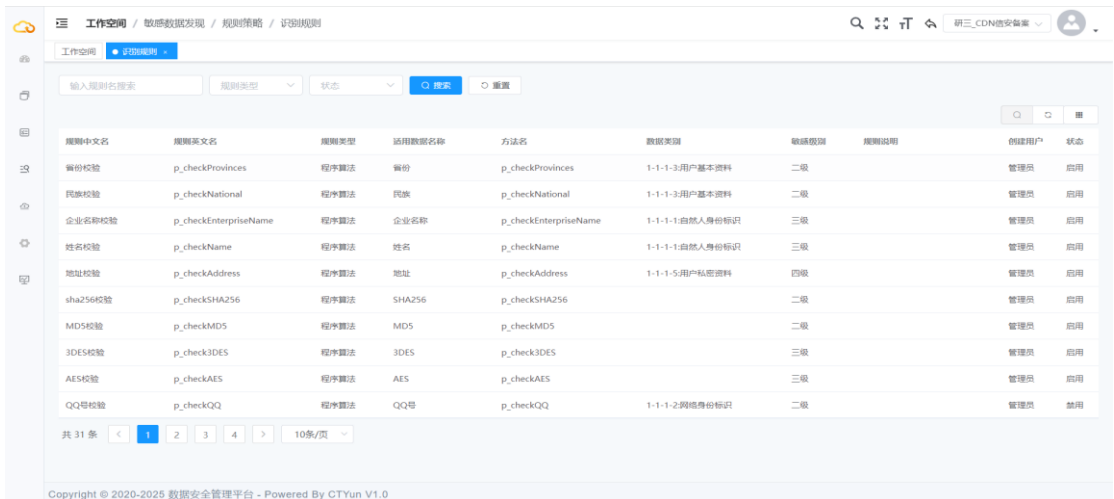 工作空间 / 敏感数据发现 / 规则策略 / 识别规则 研三_CDN信安备案
工作空间 识别规则 ×
输入规则名搜索 规则类型 状态 搜索 重置
规则中文名 规则英文名 规则类型 适用数据名称 方法名 数据类别 敏感级别 规则说明 创建用户 状态
省份校验 p_checkProvinces 程序算法 省份 p_checkProvinces 1-1-1-3:用户基本资料 二级 管理员 启用
民族校验 p_checkNational 程序算法 民族 p_checkNational 1-1-1-3:用户基本资料 二级 管理员 启用
企业名称校验 p_checkEnterpriseName 程序算法 企业名称 p_checkEnterpriseName 1-1-1-1:自然人身份标识 三级 管理员 启用
姓名校验 p_checkName 程序算法 姓名 p_checkName 1-1-1-1:自然人身份标识 三级 管理员 启用
地址校验 p_checkAddress 程序算法 地址 p_checkAddress 1-1-1-5:用户私密资料 四级 管理员 启用
sha256校验 p_checkSHA256 程序算法 SHA256 p_checkSHA256 二级 管理员 启用
MD5校验 p_checkMD5 程序算法 MD5 p_checkMD5 二级 管理员 启用
3DES校验 p_check3DES 程序算法 3DES p_check3DES 三级 管理员 启用
AES校验 p_checkAES 程序算法 AES p_checkAES 三级 管理员 启用
QQ号校验 p_checkQQ 程序算法 QQ号 p_checkQQ 1-1-1-2:网络身份标识 二级 管理员 禁用
共 31 条 < 1 2 3 4 > 10条/页
Copyright © 2020-2025 数据安全管理平台 - Powered By CTYun V1.0